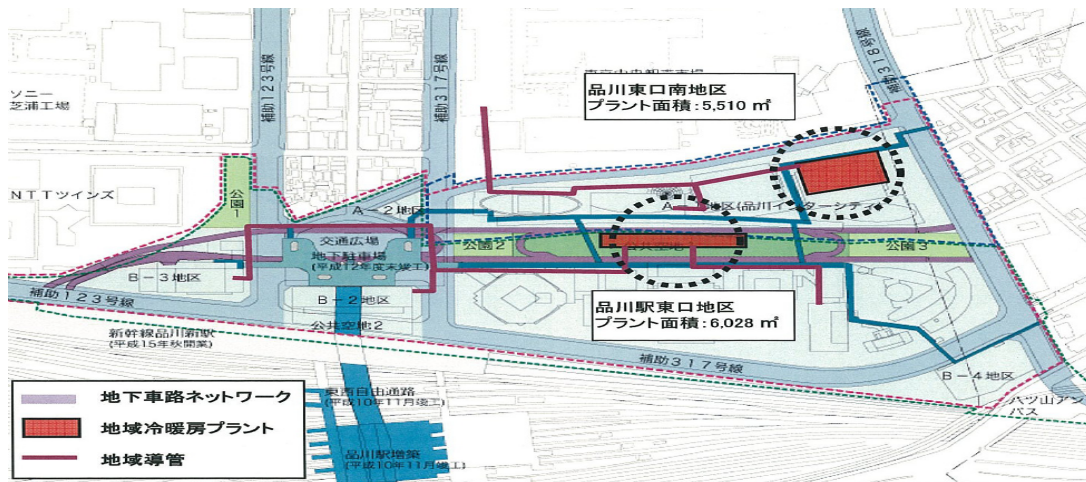 ソニー
芝浦工場
NTTツインズ
補助123号線
補助317号線
補助318号線
品川東口南地区
プラント面積:5,510 ㎡
公園1
A-2地区
地区(品川インターシティ)
交通広場
地下駐車場
(平成12年度末竣工)
公園2
公園3
B-3地区
B-2地区
公共空地2
品川駅東口地区
プラント面積:6,028 ㎡
補助123号線
新幹線品川新駅
(平成15年秋開業)
補助317号線
B-4地区
八ツ山アン
パス
東西自由通路
(平成10年11月竣工)
品川駅増築
(平成10年11月竣工)
地下車路ネットワーク
地域冷暖房プラント
地域導管